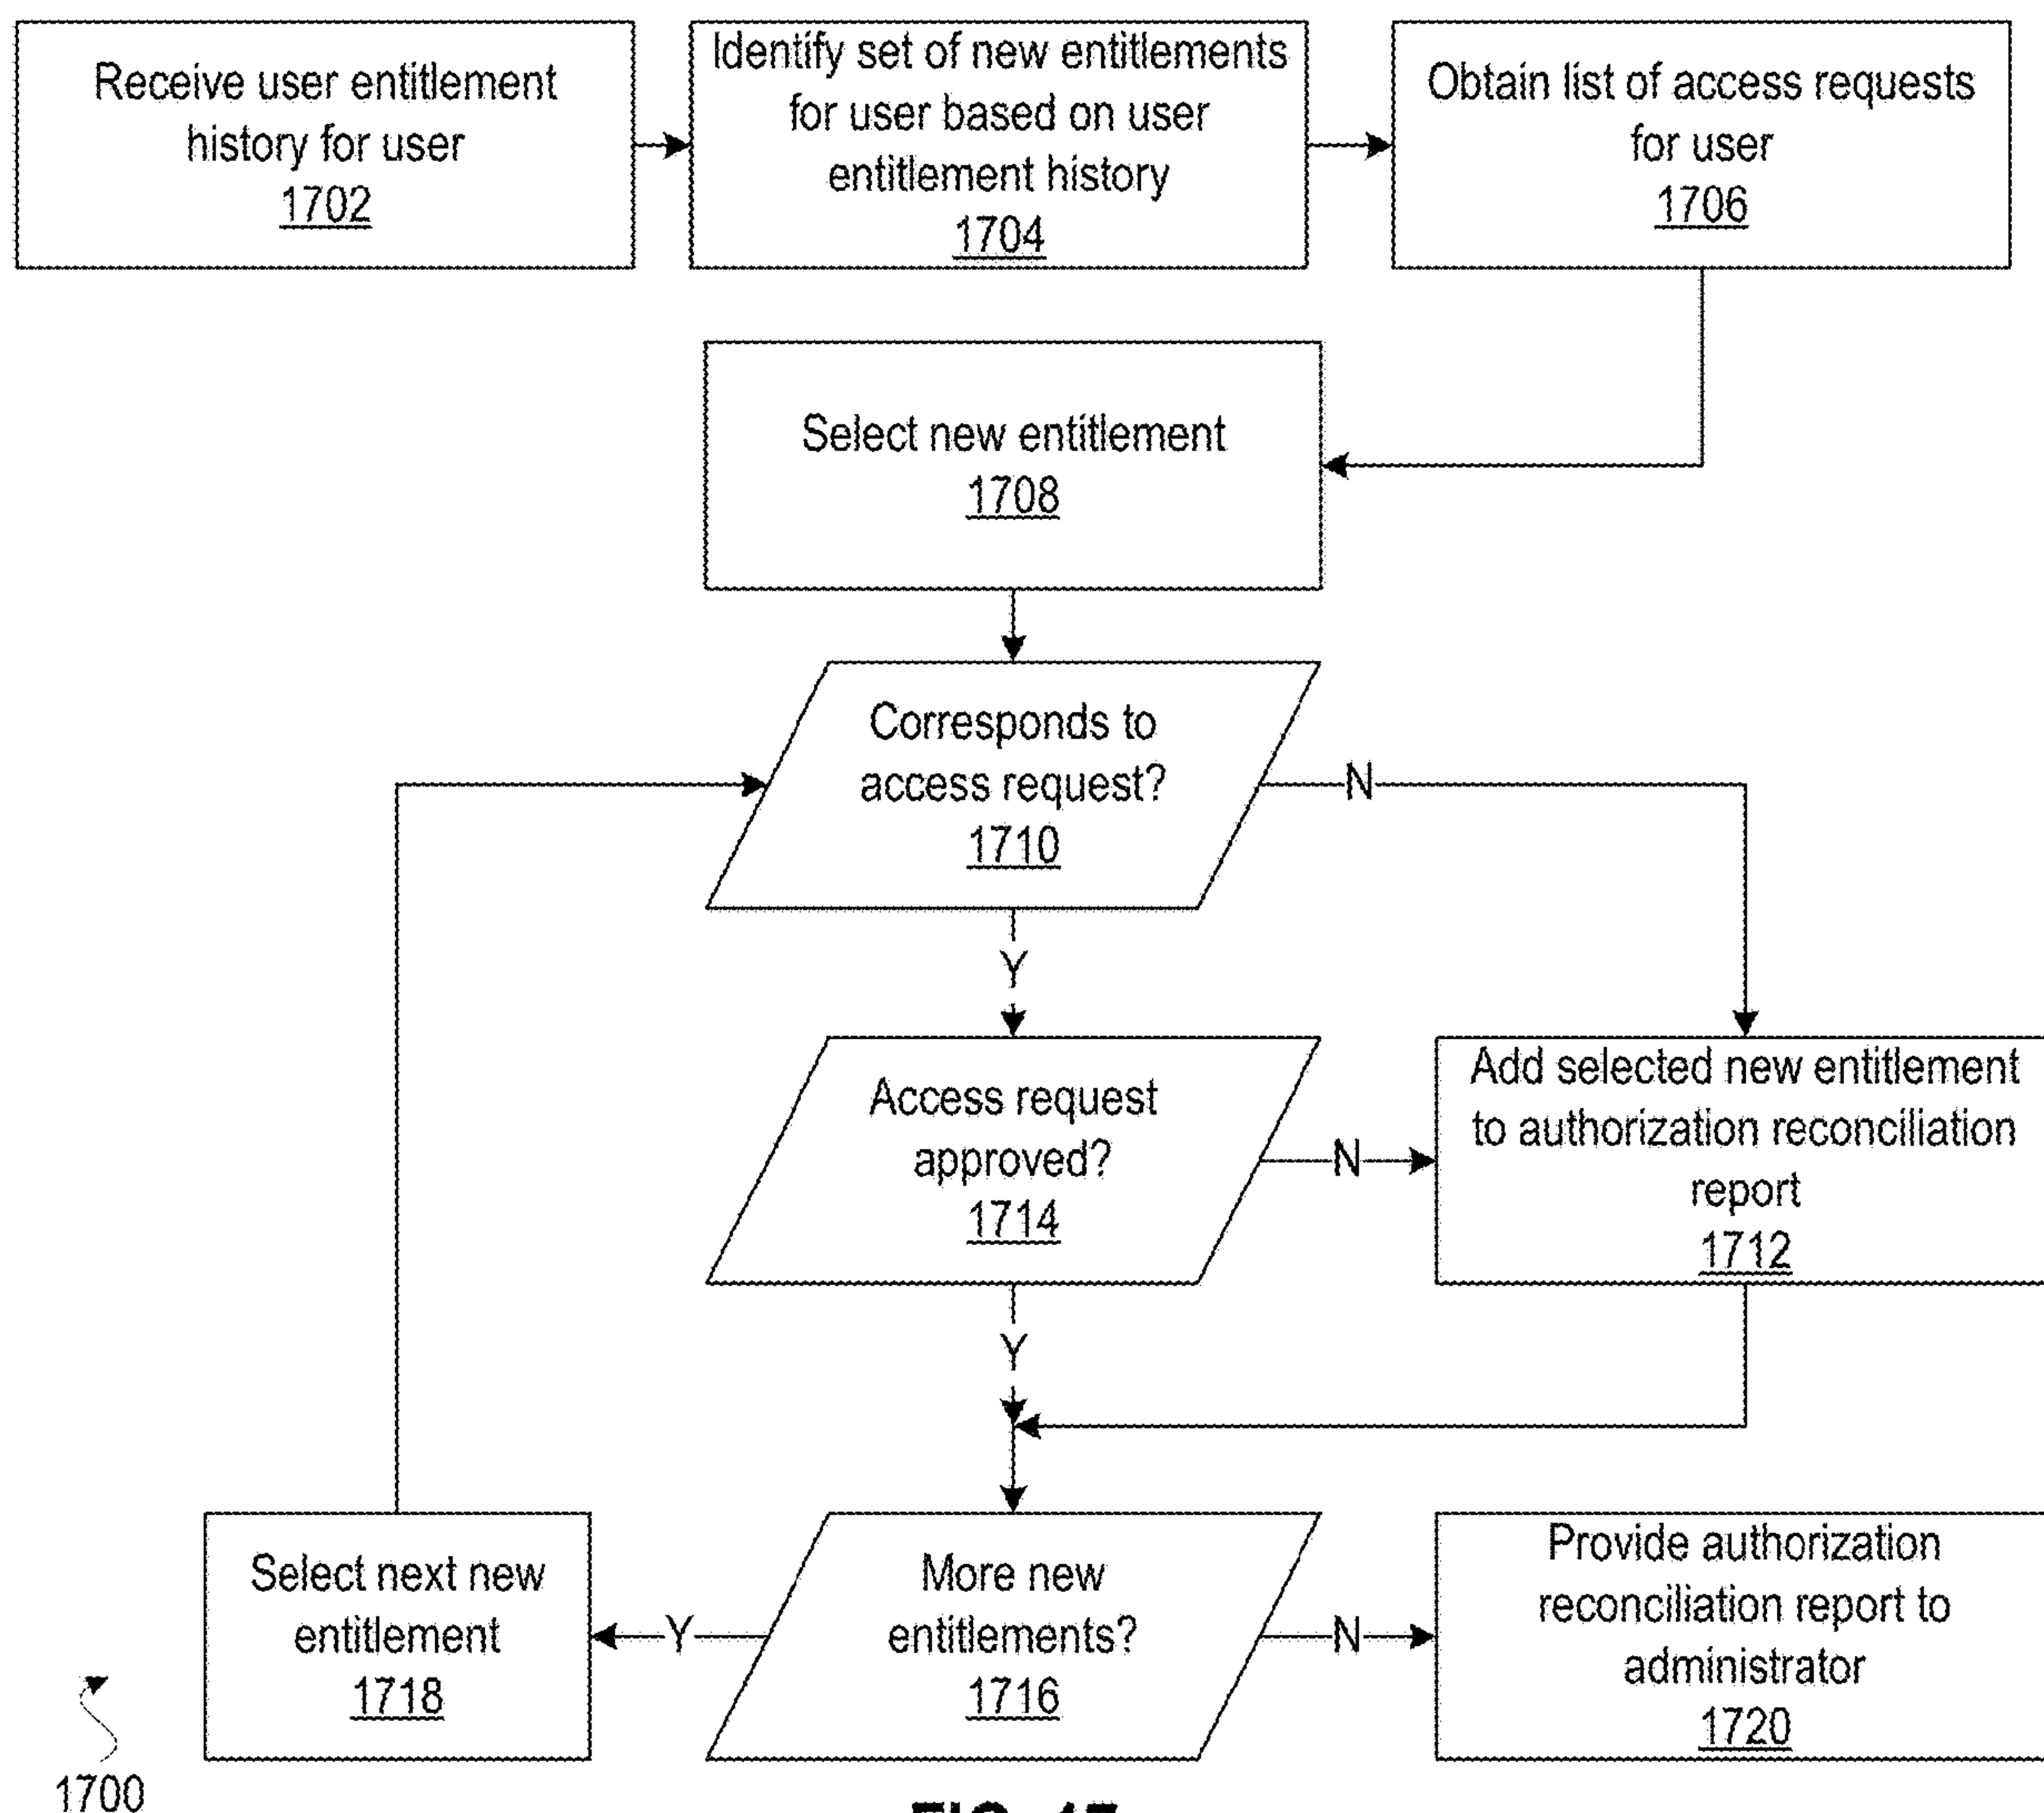 Receive user entitlement
history for user
1702
Identify set of new entitlements
for user based on user
entitlement history
1704
Obtain list of access requests
for user
1706
Select new entitlement
1708
Corresponds to
access request?
1710
N
Y
Access request
approved?
1714
N
Add selected new entitlement
to authorization reconciliation
report
1712
Y
Select next new
entitlement
1718
Y
More new
entitlements?
1716
N
Provide authorization
reconciliation report to
administrator
1720
1700
FIG. 17